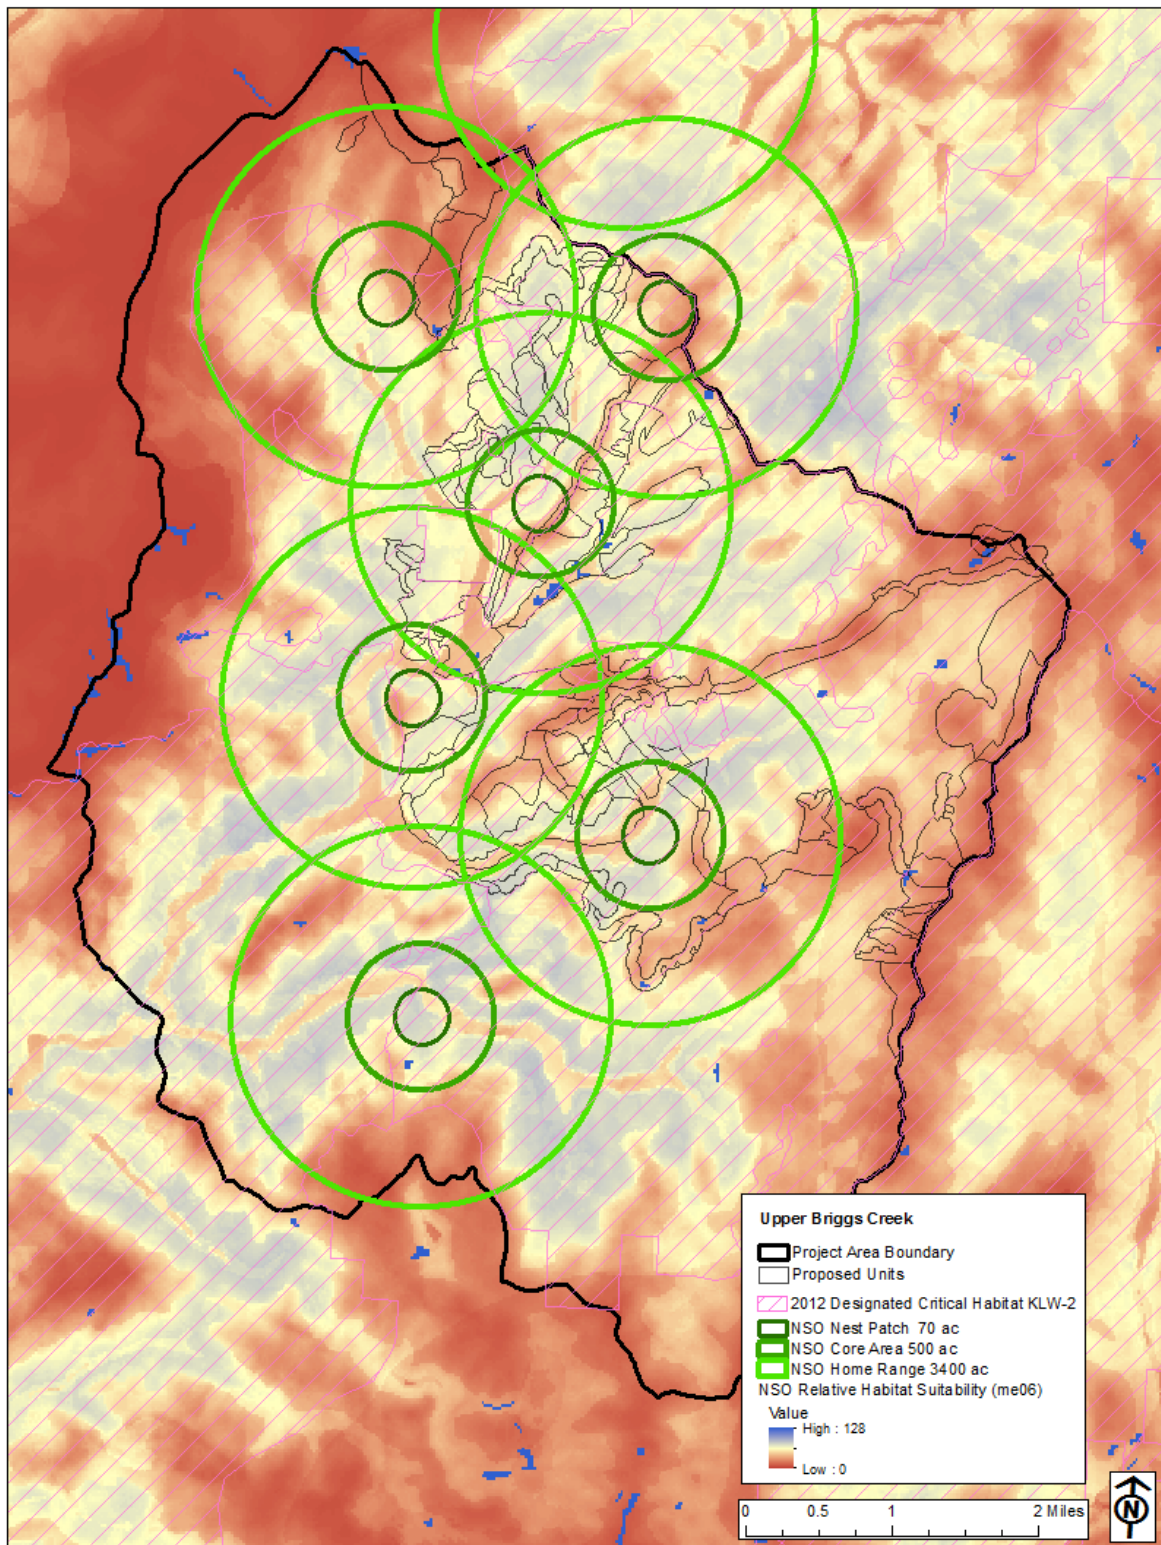 Upper Briggs Creek
Project Area Boundary
Proposed Units
2012 Designated Critical Habitat KLW-2
NSO Nest Patch 70 ac
NSO Core Area 500 ac
NSO Home Range 3400 ac
NSO Relative Habitat Suitability (me06)
Value
High : 128
Low : 0
0 0.5 1 2 Miles
N